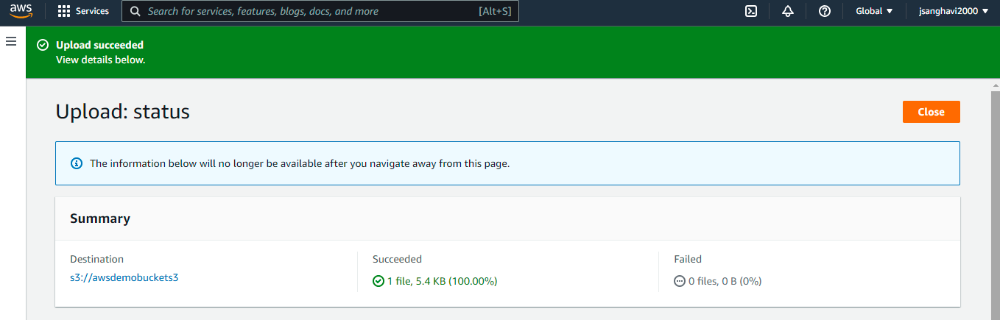 aws Services Search for services, features, blogs, docs, and more [Alt+S] Global jsanghavi2000
Upload succeeded
View details below.
Upload: status
Close
The information below will no longer be available after you navigate away from this page.
Summary
Destination Succeeded Failed
s3://awsdemobuckets3 1 file, 5.4 KB (100.00%) 0 files, 0 B (0%)